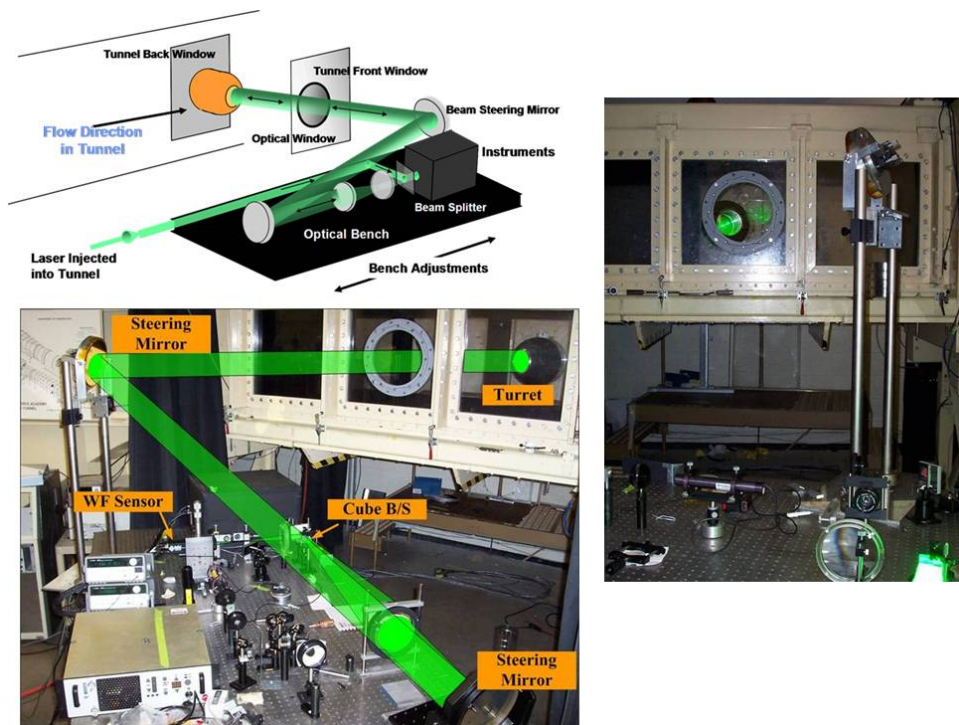 Tunnel Back Window
Tunnel Front Window
Beam Steering Mirror
Flow Direction
in Tunnel
Optical Window
Instruments
Beam Splitter
Optical Bench
Laser Injected
into Tunnel
Bench Adjustments
Steering
Mirror
Turret
WF Sensor
Cube B/S
Steering
Mirror